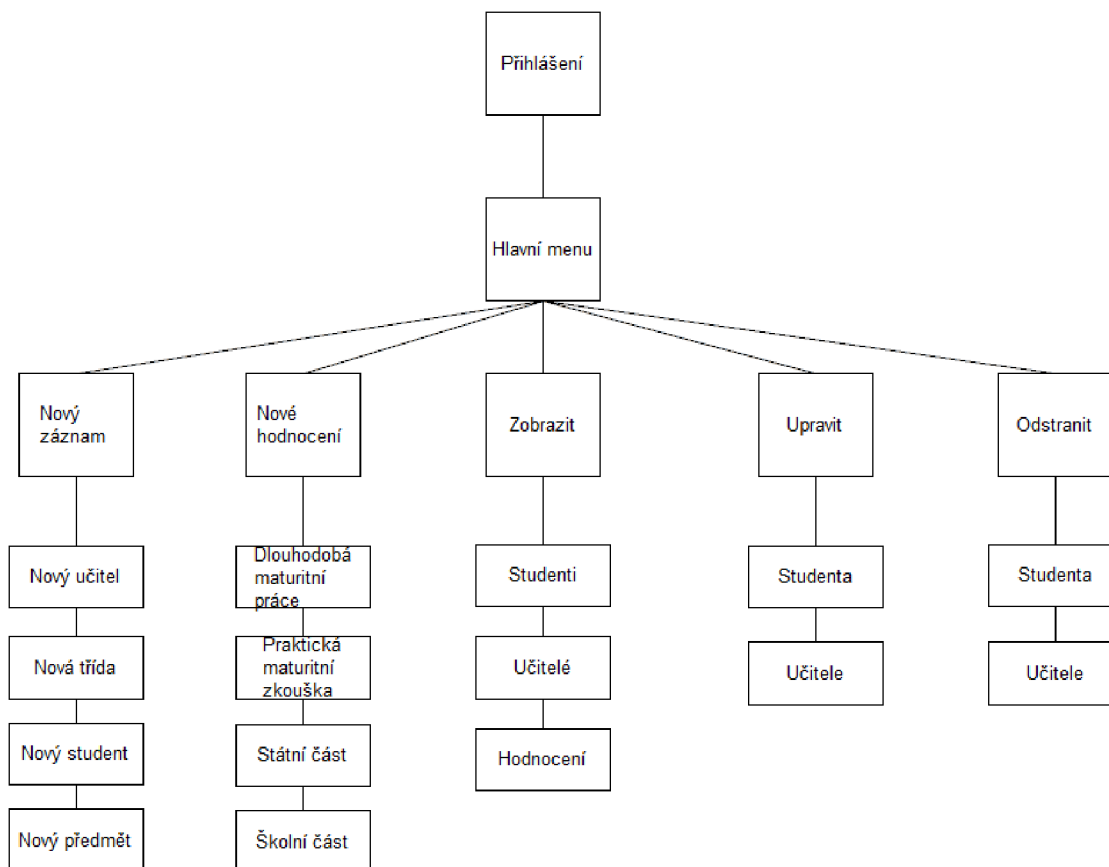 Přihlášení
Hlavní menu
Nový
záznam
Nové
hodnocení
Zobrazit
Upravit
Odstranit
Nový učitel
Dlouhodobá
maturitní
práce
Studenti
Studenta
Studenta
Nová třída
Praktická
maturitní
zkouška
Učitelé
Učitele
Učitele
Nový student
Státní část
Hodnocení
Nový předmět
Školní část